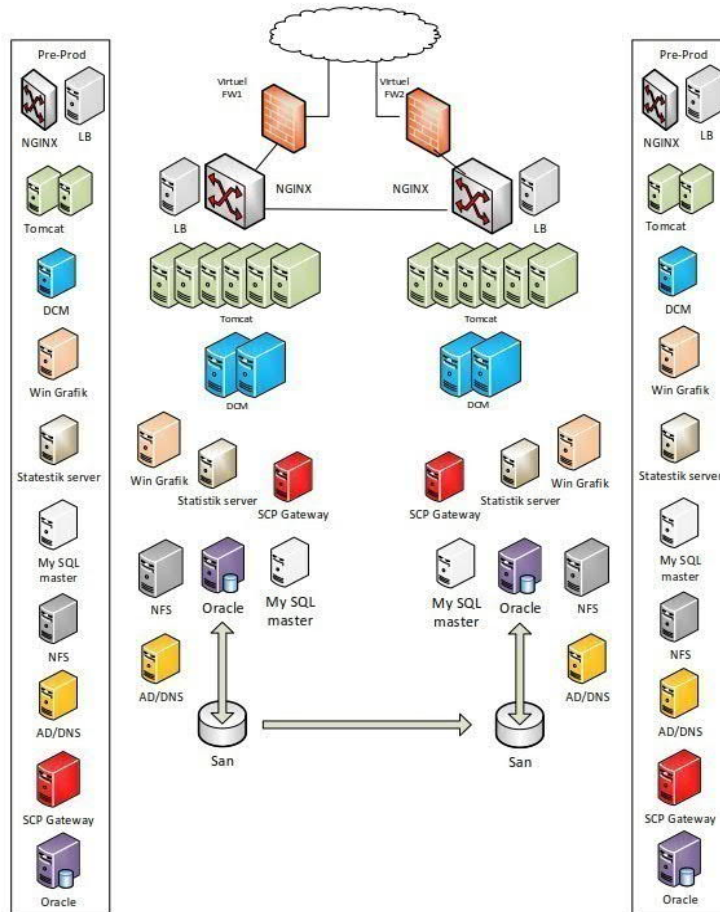 Pre-Prod
NGINX
LB
Tomcat
DCM
Win Grafik
Statestik server
My SQL
master
NFS
AD/DNS
SCP Gateway
Oracle
Virtuel
FW1
Virtuel
FW2
NGINX
NGINX
LB
LB
Tomcat
Tomcat
DCM
DCM
Win Grafik
Statistik server
SCP Gateway
SCP Gateway
Statistik server
Win Grafik
NFS
Oracle
My SQL
master
My SQL
master
Oracle
NFS
AD/DNS
AD/DNS
San
San
Pre-Prod
NGINX
LB
Tomcat
DCM
Win Grafik
Statestik server
My SQL
master
NFS
AD/DNS
SCP Gateway
Oracle